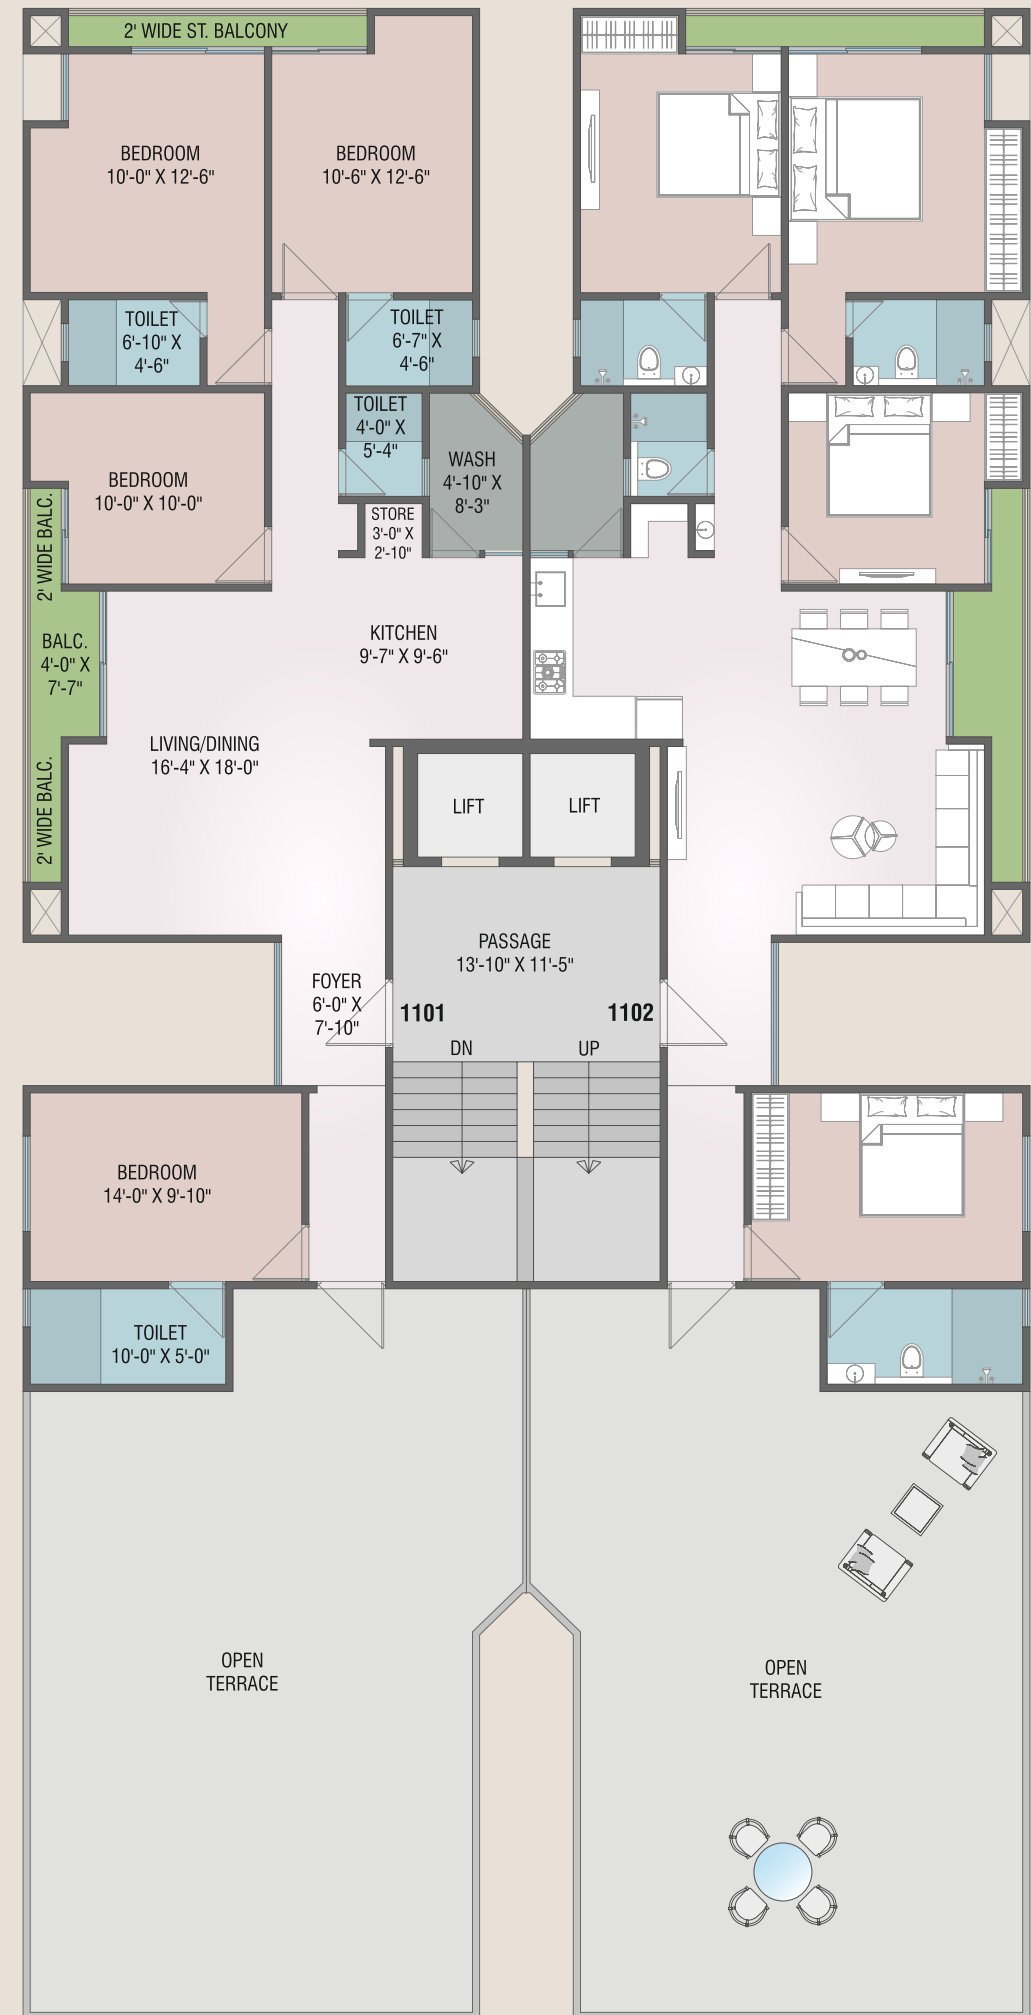 2' WIDE ST. BALCONY
BEDROOM
10'-0" X 12'-6"
BEDROOM
10'-6" X 12'-6"
TOILET
6'-10" X
4'-6"
TOILET
6'-7" X
4'-6"
TOILET
4'-0" X
5'-4"
WASH
4'-10" X
8'-3"
BEDROOM
10'-0" X 10'-0"
STORE
3'-0" X
2'-10"
2' WIDE BALC.
BALC.
4'-0" X
7'-7"
KITCHEN
9'-7" X 9'-6"
LIVING/DINING
16'-4" X 18'-0"
2' WIDE BALC.
LIFT
LIFT
PASSAGE
13'-10" X 11'-5"
FOYER
6'-0" X
7'-10"
1101
1102
DN
UP
BEDROOM
14'-0" X 9'-10"
TOILET
10'-0" X 5'-0"
OPEN
TERRACE
OPEN
TERRACE